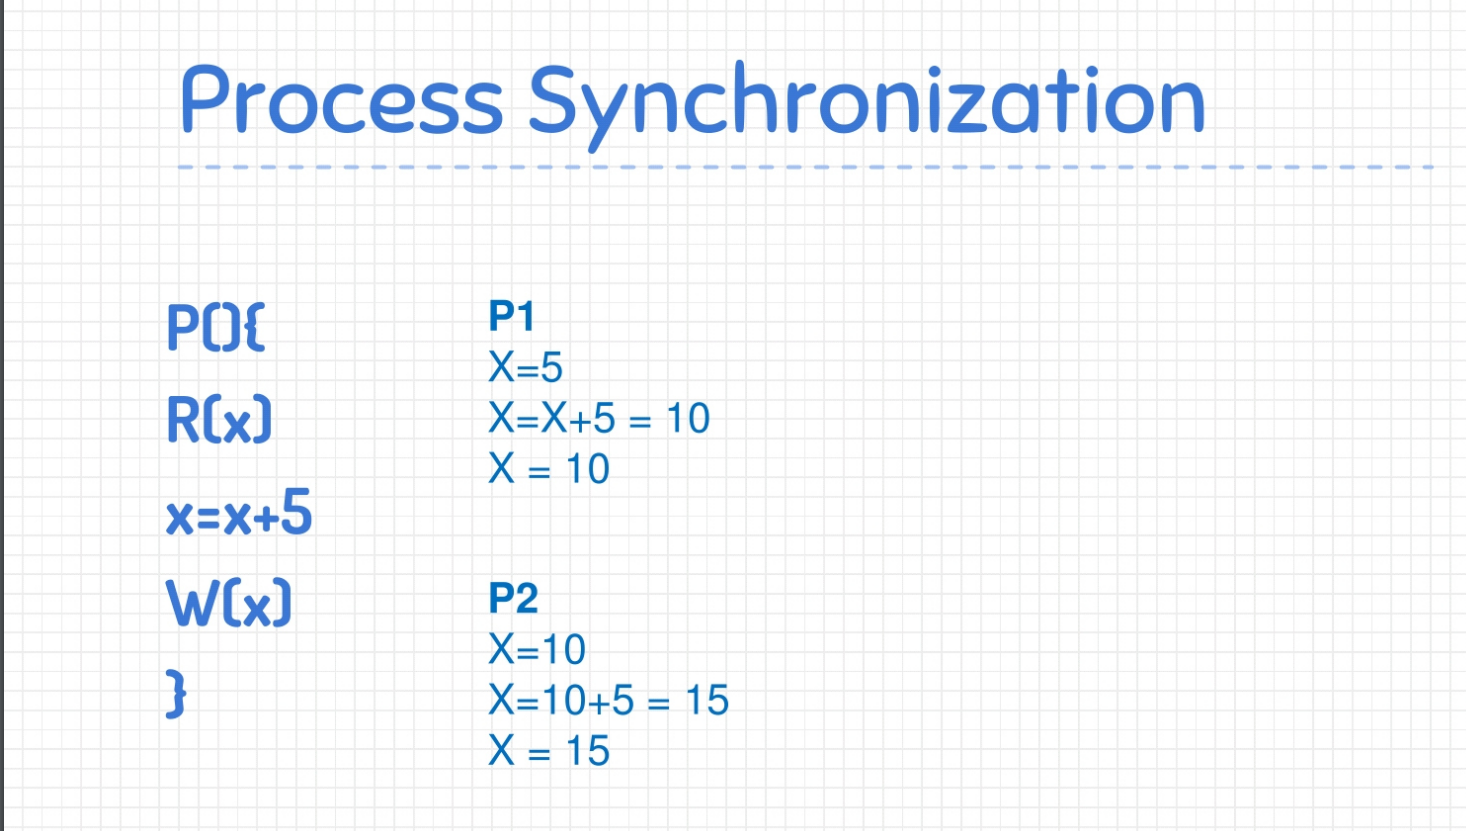 Process Synchronization
P(){
R(x)
x=x+5
W(x)
}
P1
X=5
X=X+5 = 10
X = 10
P2
X=10
X=10+5 = 15
X = 15